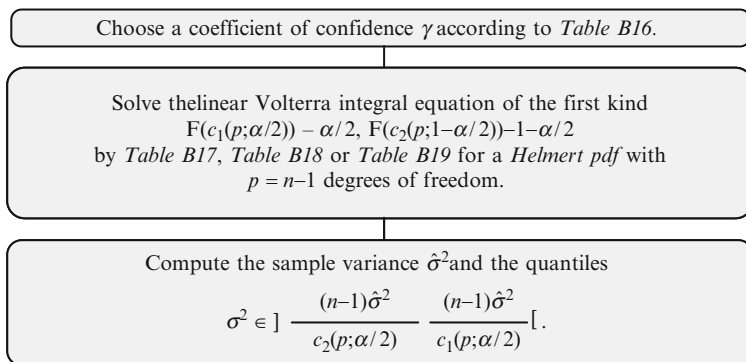 Choose a coefficient of confidence γ according to Table B16.
Solve thelinear Volterra integral equation of the first kind
F(c₁(p;α/2)) – α/2, F(c₂(p;1–α/2))–1–α/2
by Table B17, Table B18 or Table B19 for a Helmert pdf with
p = n–1 degrees of freedom.
Compute the sample variance σ̂²and the quantiles
σ² ∈ ] (n–1)σ̂² / c₂(p;α/2) (n–1)σ̂² / c₁(p;α/2) [ .